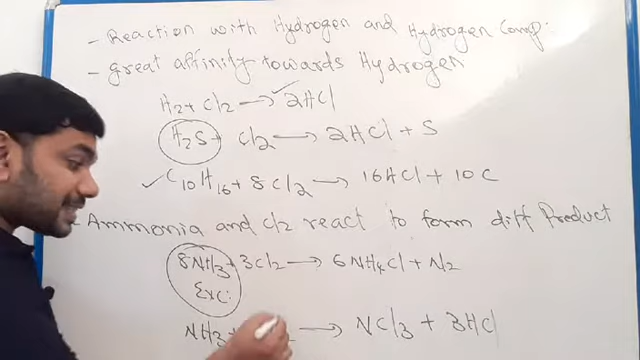 - Reaction with Hydrogen and Hydrogen Comp:
- Great affinity towards Hydrogen
H2 + Cl2 → 2HCl
H2S + Cl2 → 2HCl + S
C10H16 + 8Cl2 → 16HCl + 10C
- Ammonia and Cl2 react to form diff Product
8NH3 + 3Cl2 → 6NH4Cl + N2
Exc:
NH3 + → NCl3 + 3HCl